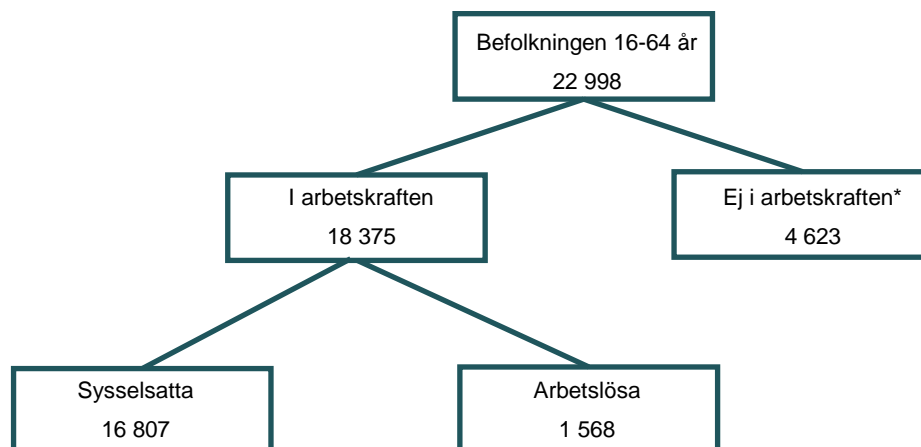 Befolkningen 16-64 år
22 998
I arbetskraften
18 375
Ej i arbetskraften*
4 623
Sysselsatta
16 807
Arbetslösa
1 568